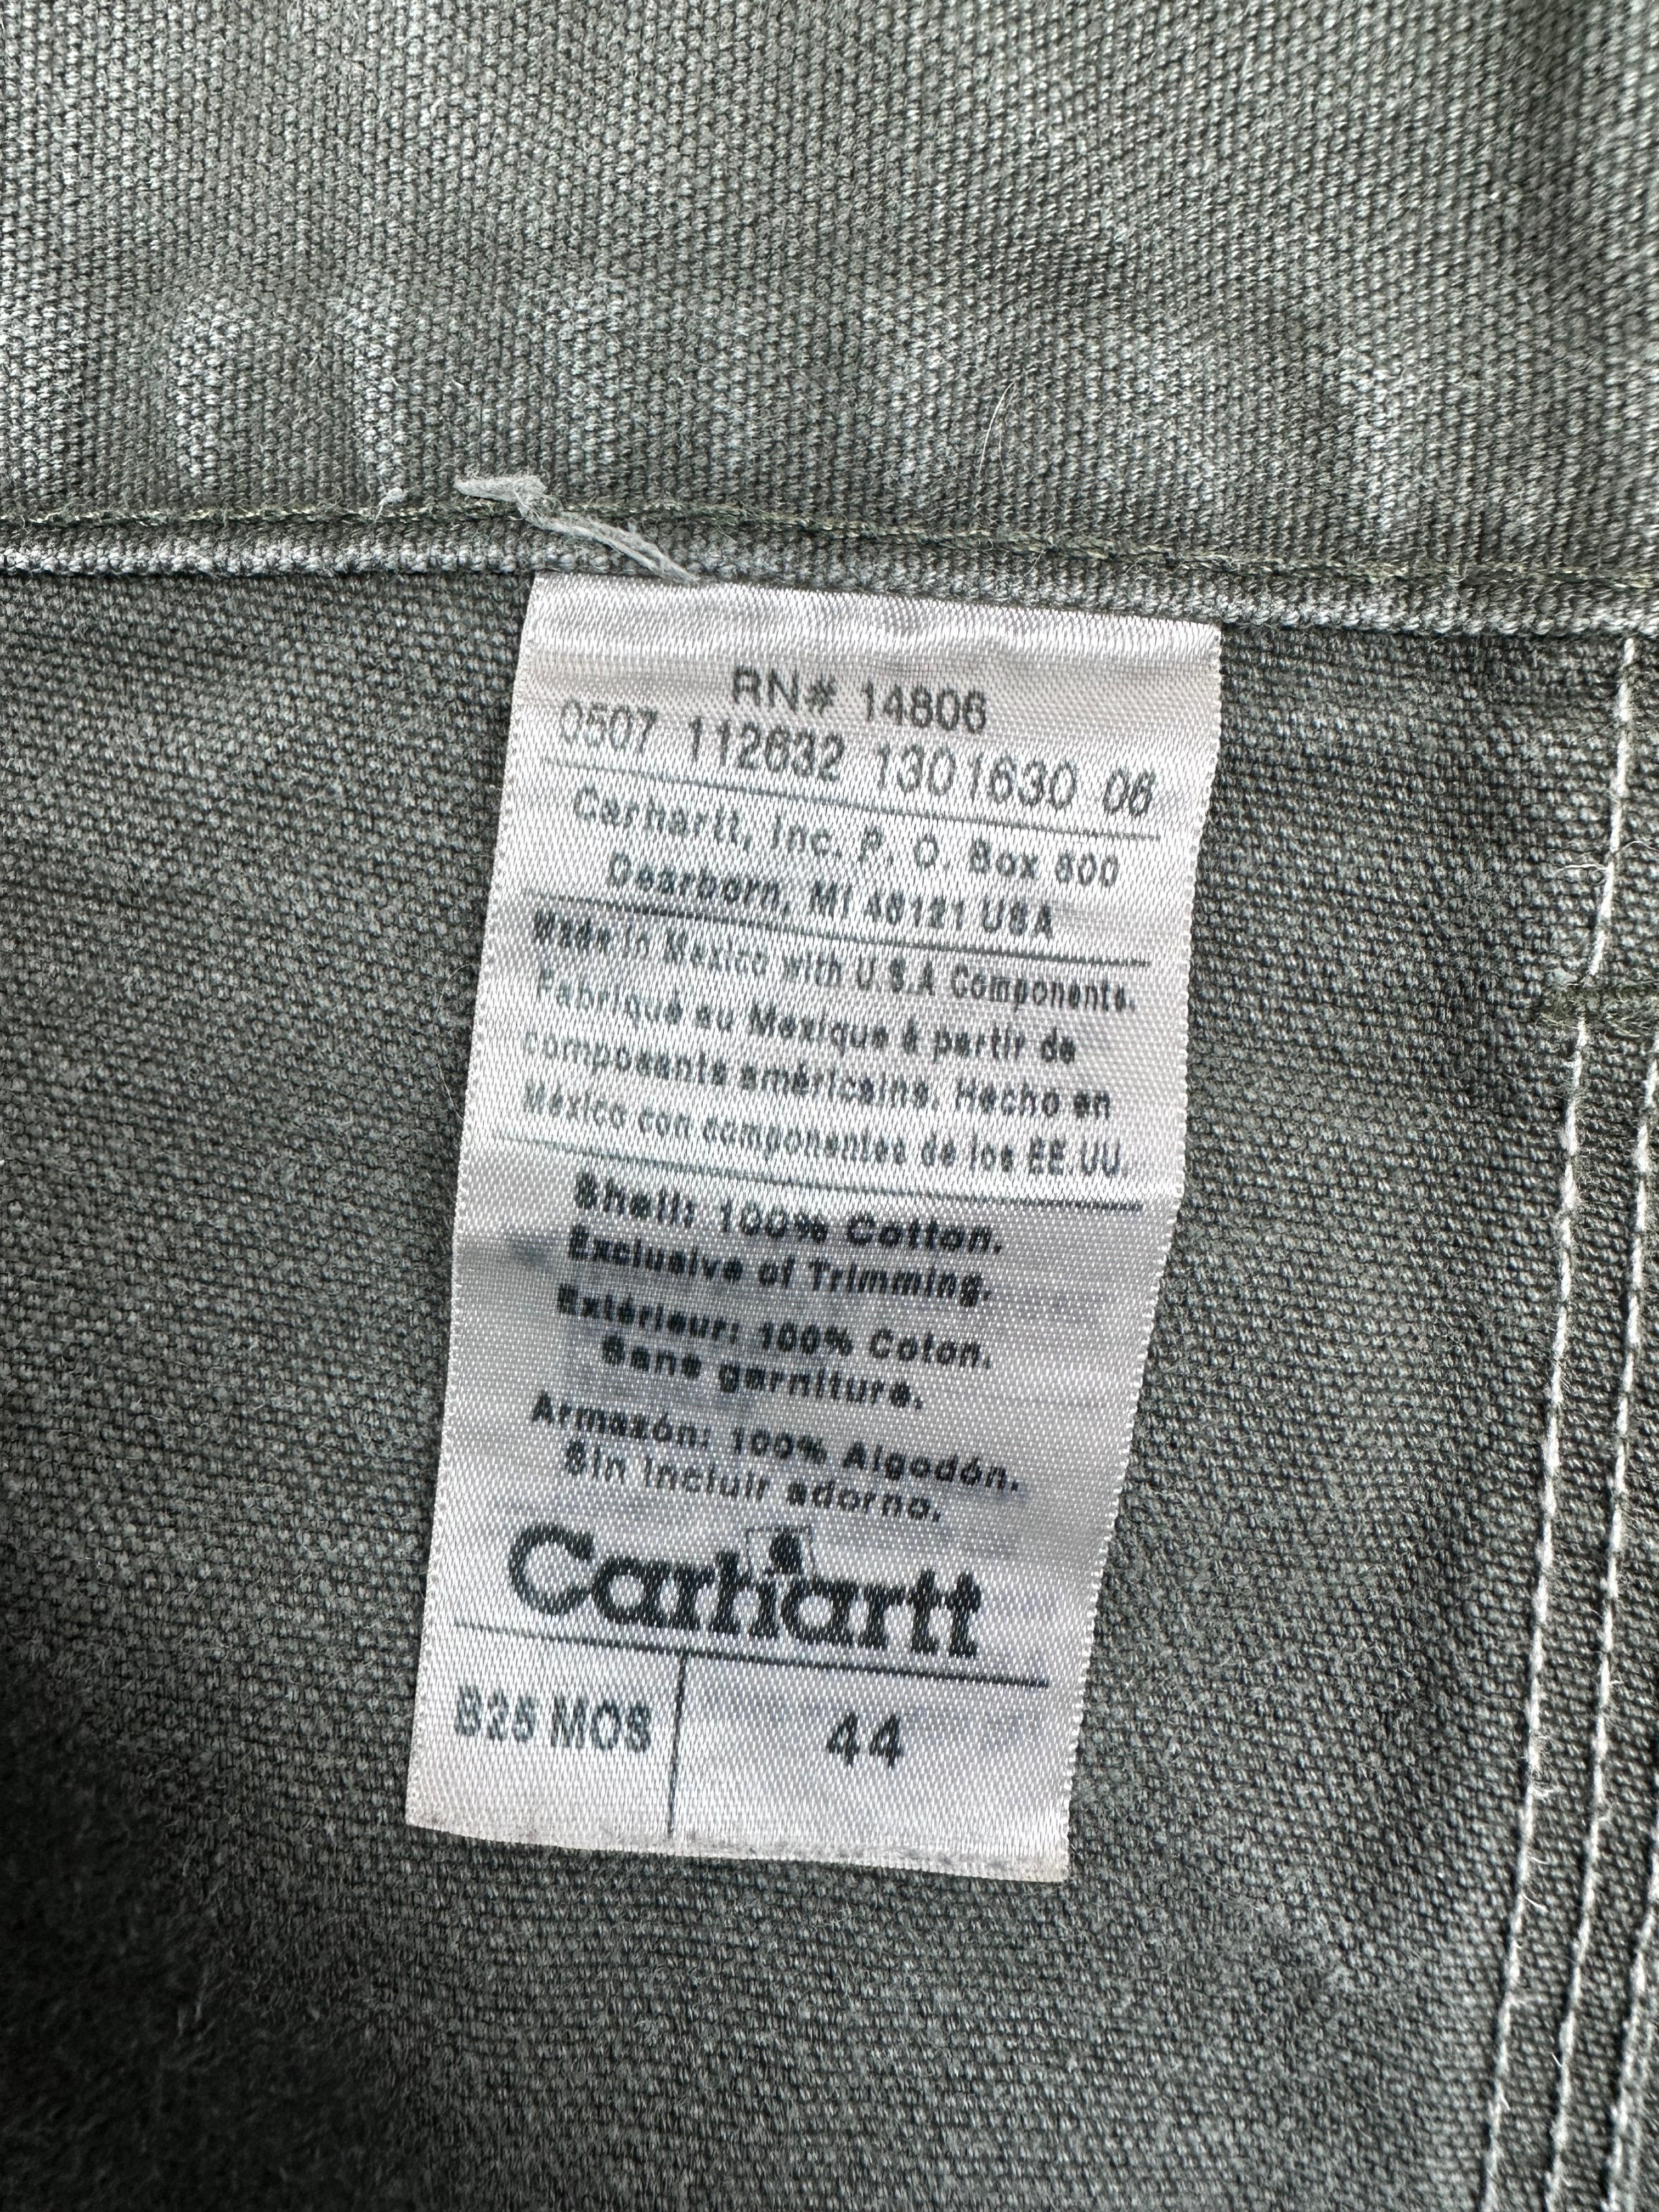 RN# 14806
0507 112632 1301630 06
Carhartt, Inc. P. O. Box 600
Dearborn, MI 48121 USA
Made in Mexico with U.S.A Components.
Fabriqué au Mexique à partir de
composants américains. Hecho en
México con componentes de los EE.UU.
Shell: 100% Cotton.
Exclusive of Trimming.
Extérieur: 100% Coton.
Sans garniture.
Armazón: 100% Algodón.
Sin incluir adorno.
Carhartt
B25 MOS 44